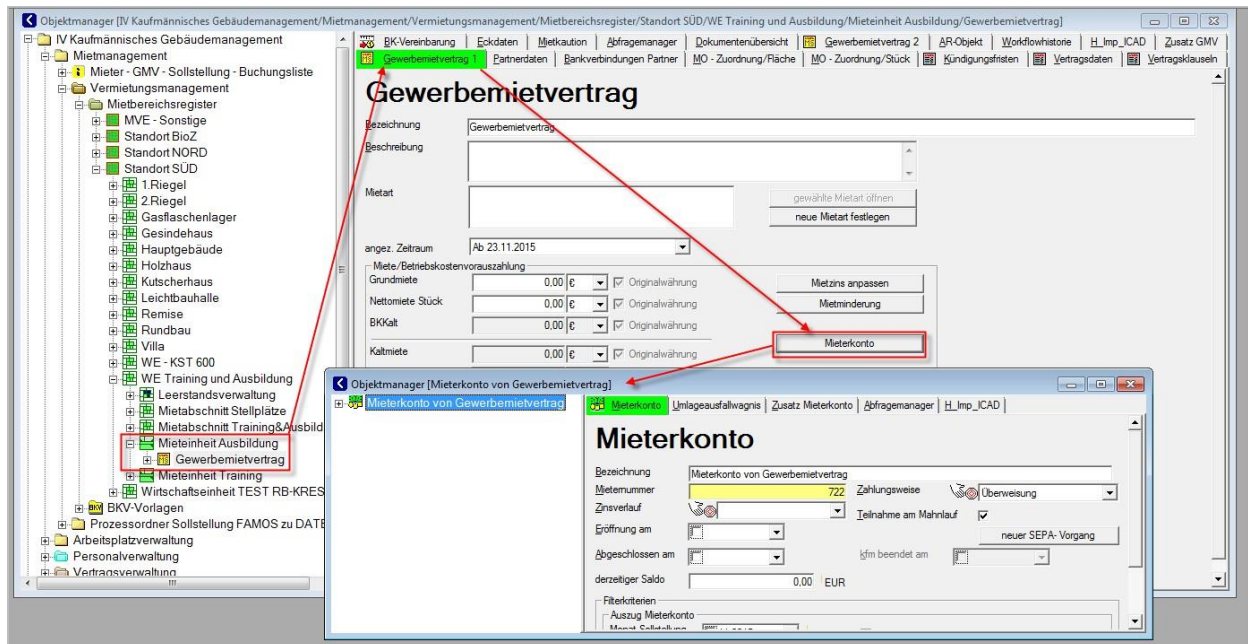 Objektmanager [IV Kaufmännisches Gebäudemanagement/Mietmanagement/Vermietungsmanagement/Mietbereichsregister/Standort SÜD/WE Training und Ausbildung/Mieteinheit Ausbildung/Gewerbemietvertrag]
IV Kaufmännisches Gebäudemanagement
Mietmanagement
Mieter - GMV - Sollstellung - Buchungsliste
Vermietungsmanagement
Mietbereichsregister
MVE - Sonstige
Standort BioZ
Standort NORD
Standort SÜD
1.Riegel
2.Riegel
Gasflaschenlager
Gesindehaus
Hauptgebäude
Holzhaus
Kutscherhaus
Leichtbauhalle
Remise
Rundbau
Villa
WE - KST 600
WE Training und Ausbildung
Leerstandsverwaltung
Mietabschnitt Stellplätze
Mietabschnitt Training&Ausbild
Mieteinheit Ausbildung
Gewerbemietvertrag
Mieteinheit Training
Wirtschaftseinheit TEST RB-KRES
BKV-Vorlagen
Prozessordner Sollstellung FAMOS zu DATE
Arbeitsplatzverwaltung
Personalverwaltung
Vertragsverwaltung
BK-Vereinbarung Eckdaten Mietkaution Abfragemanager Dokumentenübersicht Gewerbemietvertrag 2 AR-Objekt Workflowhistorie H_Imp_ICAD Zusatz GMV
Gewerbemietvertrag 1 Partnerdaten Bankverbindungen Partner MO - Zuordnung/Fläche MO - Zuordnung/Stück Kündigungsfristen Vertragsdaten Vertragsklauseln
Gewerbemietvertrag
Bezeichnung Gewerbemietvertrag
Beschreibung
Mietart gewählte Mietart öffnen
neue Mietart festlegen
angez. Zeitraum Ab 23.11.2015
Miete/Betriebskostenvorauszahlung
Grundmiete 0,00 € Originalwährung Mietzins anpassen
Nettomiete Stück 0,00 € Originalwährung Mietminderung
BKKalt 0,00 € Originalwährung
Kaltmiete 0,00 € Originalwährung Mieterkonto
Objektmanager [Mieterkonto von Gewerbemietvertrag]
Mieterkonto von Gewerbemietvertrag
Mieterkonto Umlageausfallwagnis Zusatz Mieterkonto Abfragemanager H_Imp_ICAD
Mieterkonto
Bezeichnung Mieterkonto von Gewerbemietvertrag
Mieternummer 722 Zahlungsweise Überweisung
Zinsverlauf Teilnahme am Mahnlauf
Eröffnung am neuer SEPA- Vorgang
Abgeschlossen am kfm beendet am
derzeitiger Saldo 0,00 EUR
Filterkriterien
Auszug Mieterkonto
Monat Sollstellung